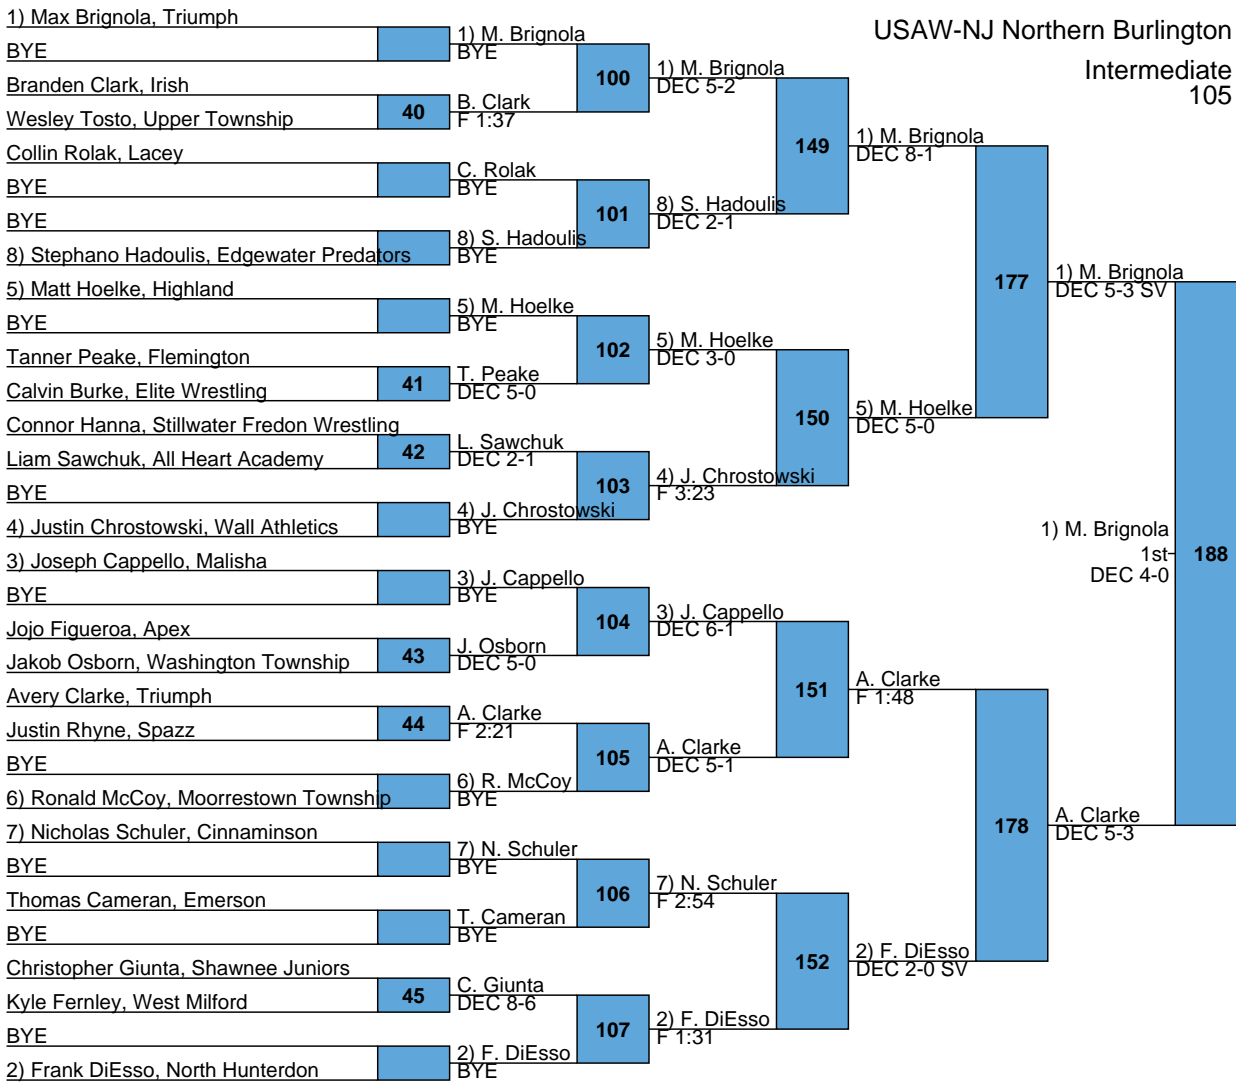 USAW-NJ Northern Burlington
Intermediate
105
1) Max Brignola, Triumph
BYE
Branden Clark, Irish
Wesley Tosto, Upper Township
Collin Rolak, Lacey
BYE
BYE
8) Stephano Hadoulis, Edgewater Predators
5) Matt Hoelke, Highland
BYE
Tanner Peake, Flemington
Calvin Burke, Elite Wrestling
Connor Hanna, Stillwater Fredon Wrestling
Liam Sawchuk, All Heart Academy
BYE
4) Justin Chrostowski, Wall Athletics
3) Joseph Cappello, Malisha
BYE
Jojo Figueroa, Apex
Jakob Osborn, Washington Township
Avery Clarke, Triumph
Justin Rhyne, Spazz
BYE
6) Ronald McCoy, Moorrestown Township
7) Nicholas Schuler, Cinnaminson
BYE
Thomas Cameran, Emerson
BYE
Christopher Giunta, Shawnee Juniors
Kyle Fernley, West Milford
BYE
2) Frank DiEsso, North Hunterdon
40
41
42
43
44
45
1) M. Brignola
BYE
B. Clark
F 1:37
C. Rolak
BYE
8) S. Hadoulis
BYE
5) M. Hoelke
BYE
T. Peake
DEC 5-0
L. Sawchuk
DEC 2-1
4) J. Chrostowski
BYE
3) J. Cappello
BYE
J. Osborn
DEC 5-0
A. Clarke
F 2:21
6) R. McCoy
BYE
7) N. Schuler
BYE
T. Cameran
BYE
C. Giunta
DEC 8-6
2) F. DiEsso
BYE
100
101
102
103
104
105
106
107
1) M. Brignola
DEC 5-2
8) S. Hadoulis
DEC 2-1
5) M. Hoelke
DEC 3-0
4) J. Chrostowski
F 3:23
3) J. Cappello
DEC 6-1
A. Clarke
DEC 5-1
7) N. Schuler
F 2:54
2) F. DiEsso
F 1:31
149
150
151
152
1) M. Brignola
DEC 8-1
5) M. Hoelke
DEC 5-0
A. Clarke
F 1:48
2) F. DiEsso
DEC 2-0 SV
177
178
1) M. Brignola
DEC 5-3 SV
A. Clarke
DEC 5-3
1) M. Brignola
1st
DEC 4-0
188